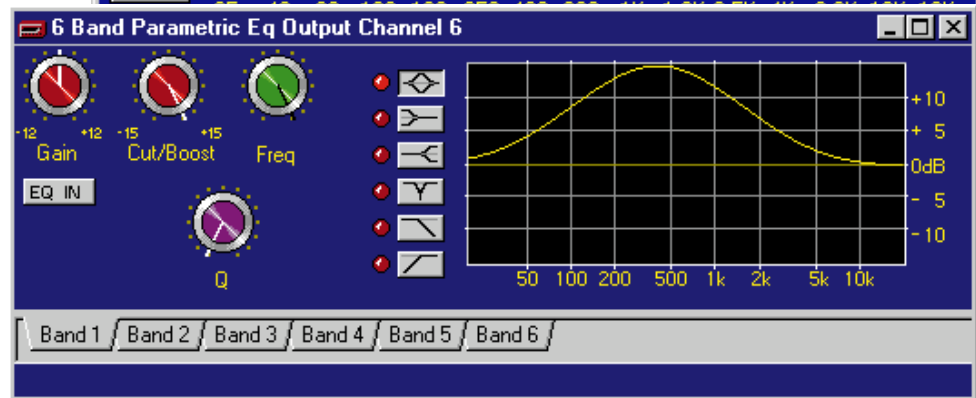 6 Band Parametric Eq Output Channel 6
-12 +12 -15 +15
Gain Cut/Boost Freq
EQ IN
Q
+10
+ 5
0dB
- 5
-10
50 100 200 500 1k 2k 5k 10k
Band 1 Band 2 Band 3 Band 4 Band 5 Band 6